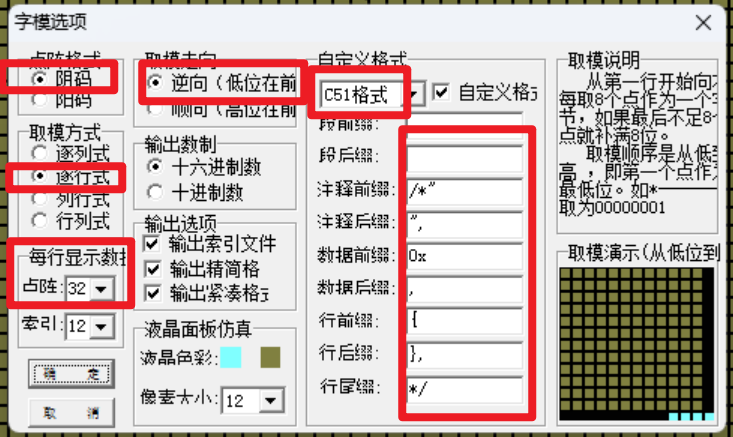 字模选项
点阵格式
阴码
阳码
取模方式
逐列式
逐行式
列行式
行列式
每行显示数据
点阵: 32
索引: 12
确 定
取 消
取模走向
逆向(低位在前
顺向(高位在前
输出数制
十六进制数
十进制数
输出选项
输出索引文件
输出精简格
输出紧凑格式
液晶面板仿真
液晶色彩:
像素大小: 12
自定义格式
C51格式
自定义格式
段前缀:
段后缀:
注释前缀: /*"
注释后缀: ",
数据前缀: 0x
数据后缀: ,
行前缀: {
行后缀: },
行尾缀: */
取模说明
从第一行开始向
每取8个点作为一个字
节，如果最后不足8
点就补满8位。
取模顺序是从低到
高，即第一个点作
最低位。如*
取为00000001
取模演示(从低位到